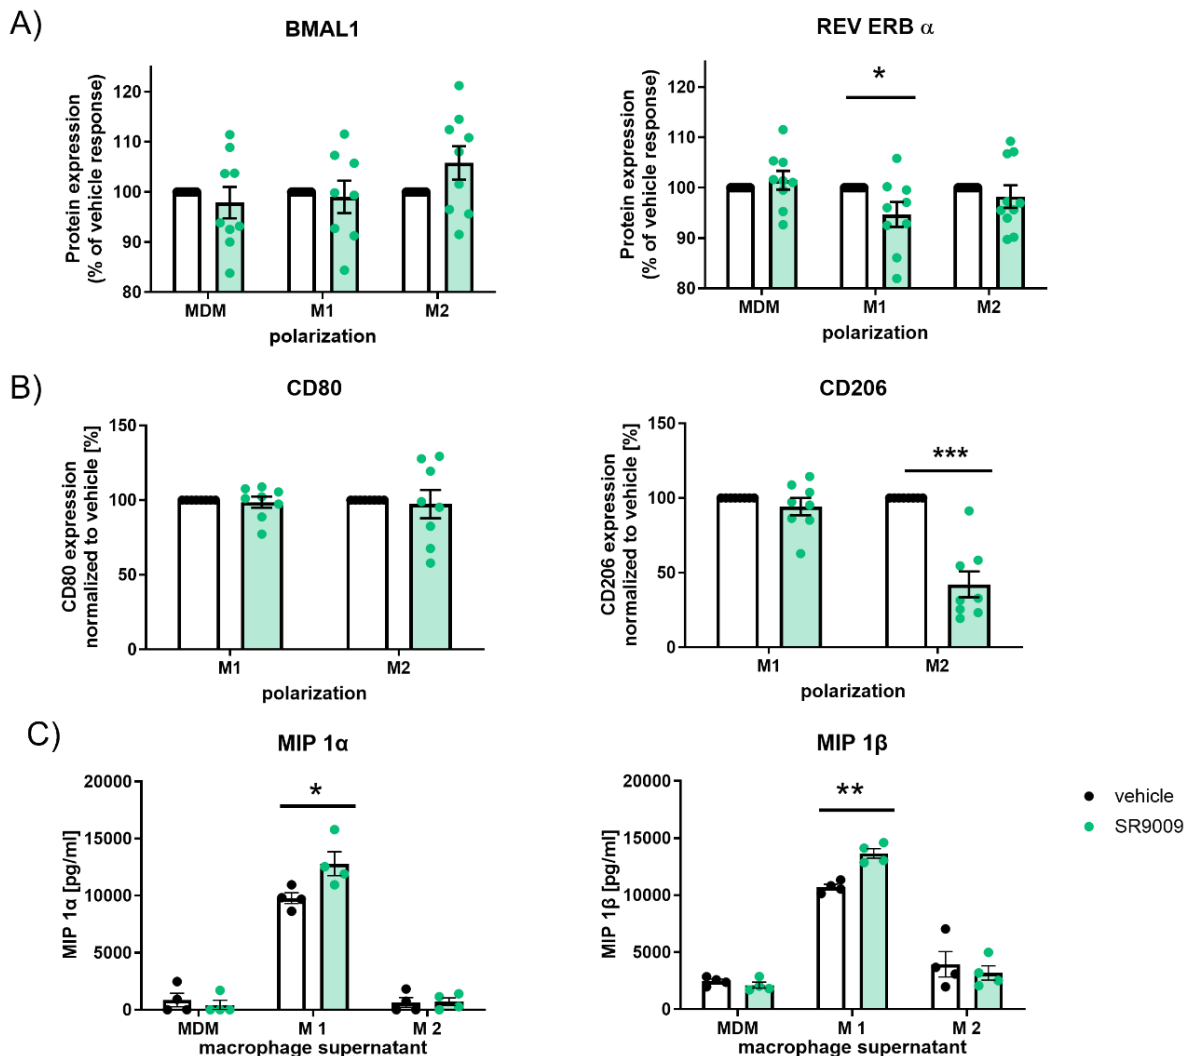 A)
BMAL1
Protein expression
(% of vehicle response)
120
110
100
90
80
MDM
M1
M2
polarization
REV ERB α
Protein expression
(% of vehicle response)
120
110
100
90
80
*
MDM
M1
M2
polarization
B)
CD80
CD80 expression
normalized to vehicle [%]
150
100
50
0
M1
M2
polarization
CD206
CD206 expression
normalized to vehicle [%]
150
100
50
0
***
M1
M2
polarization
C)
MIP 1α
MIP 1α [pg/ml]
20000
15000
10000
5000
0
*
MDM
M 1
M 2
macrophage supernatant
MIP 1β
MIP 1β [pg/ml]
20000
15000
10000
5000
0
**
MDM
M 1
M 2
macrophage supernatant
vehicle
SR9009